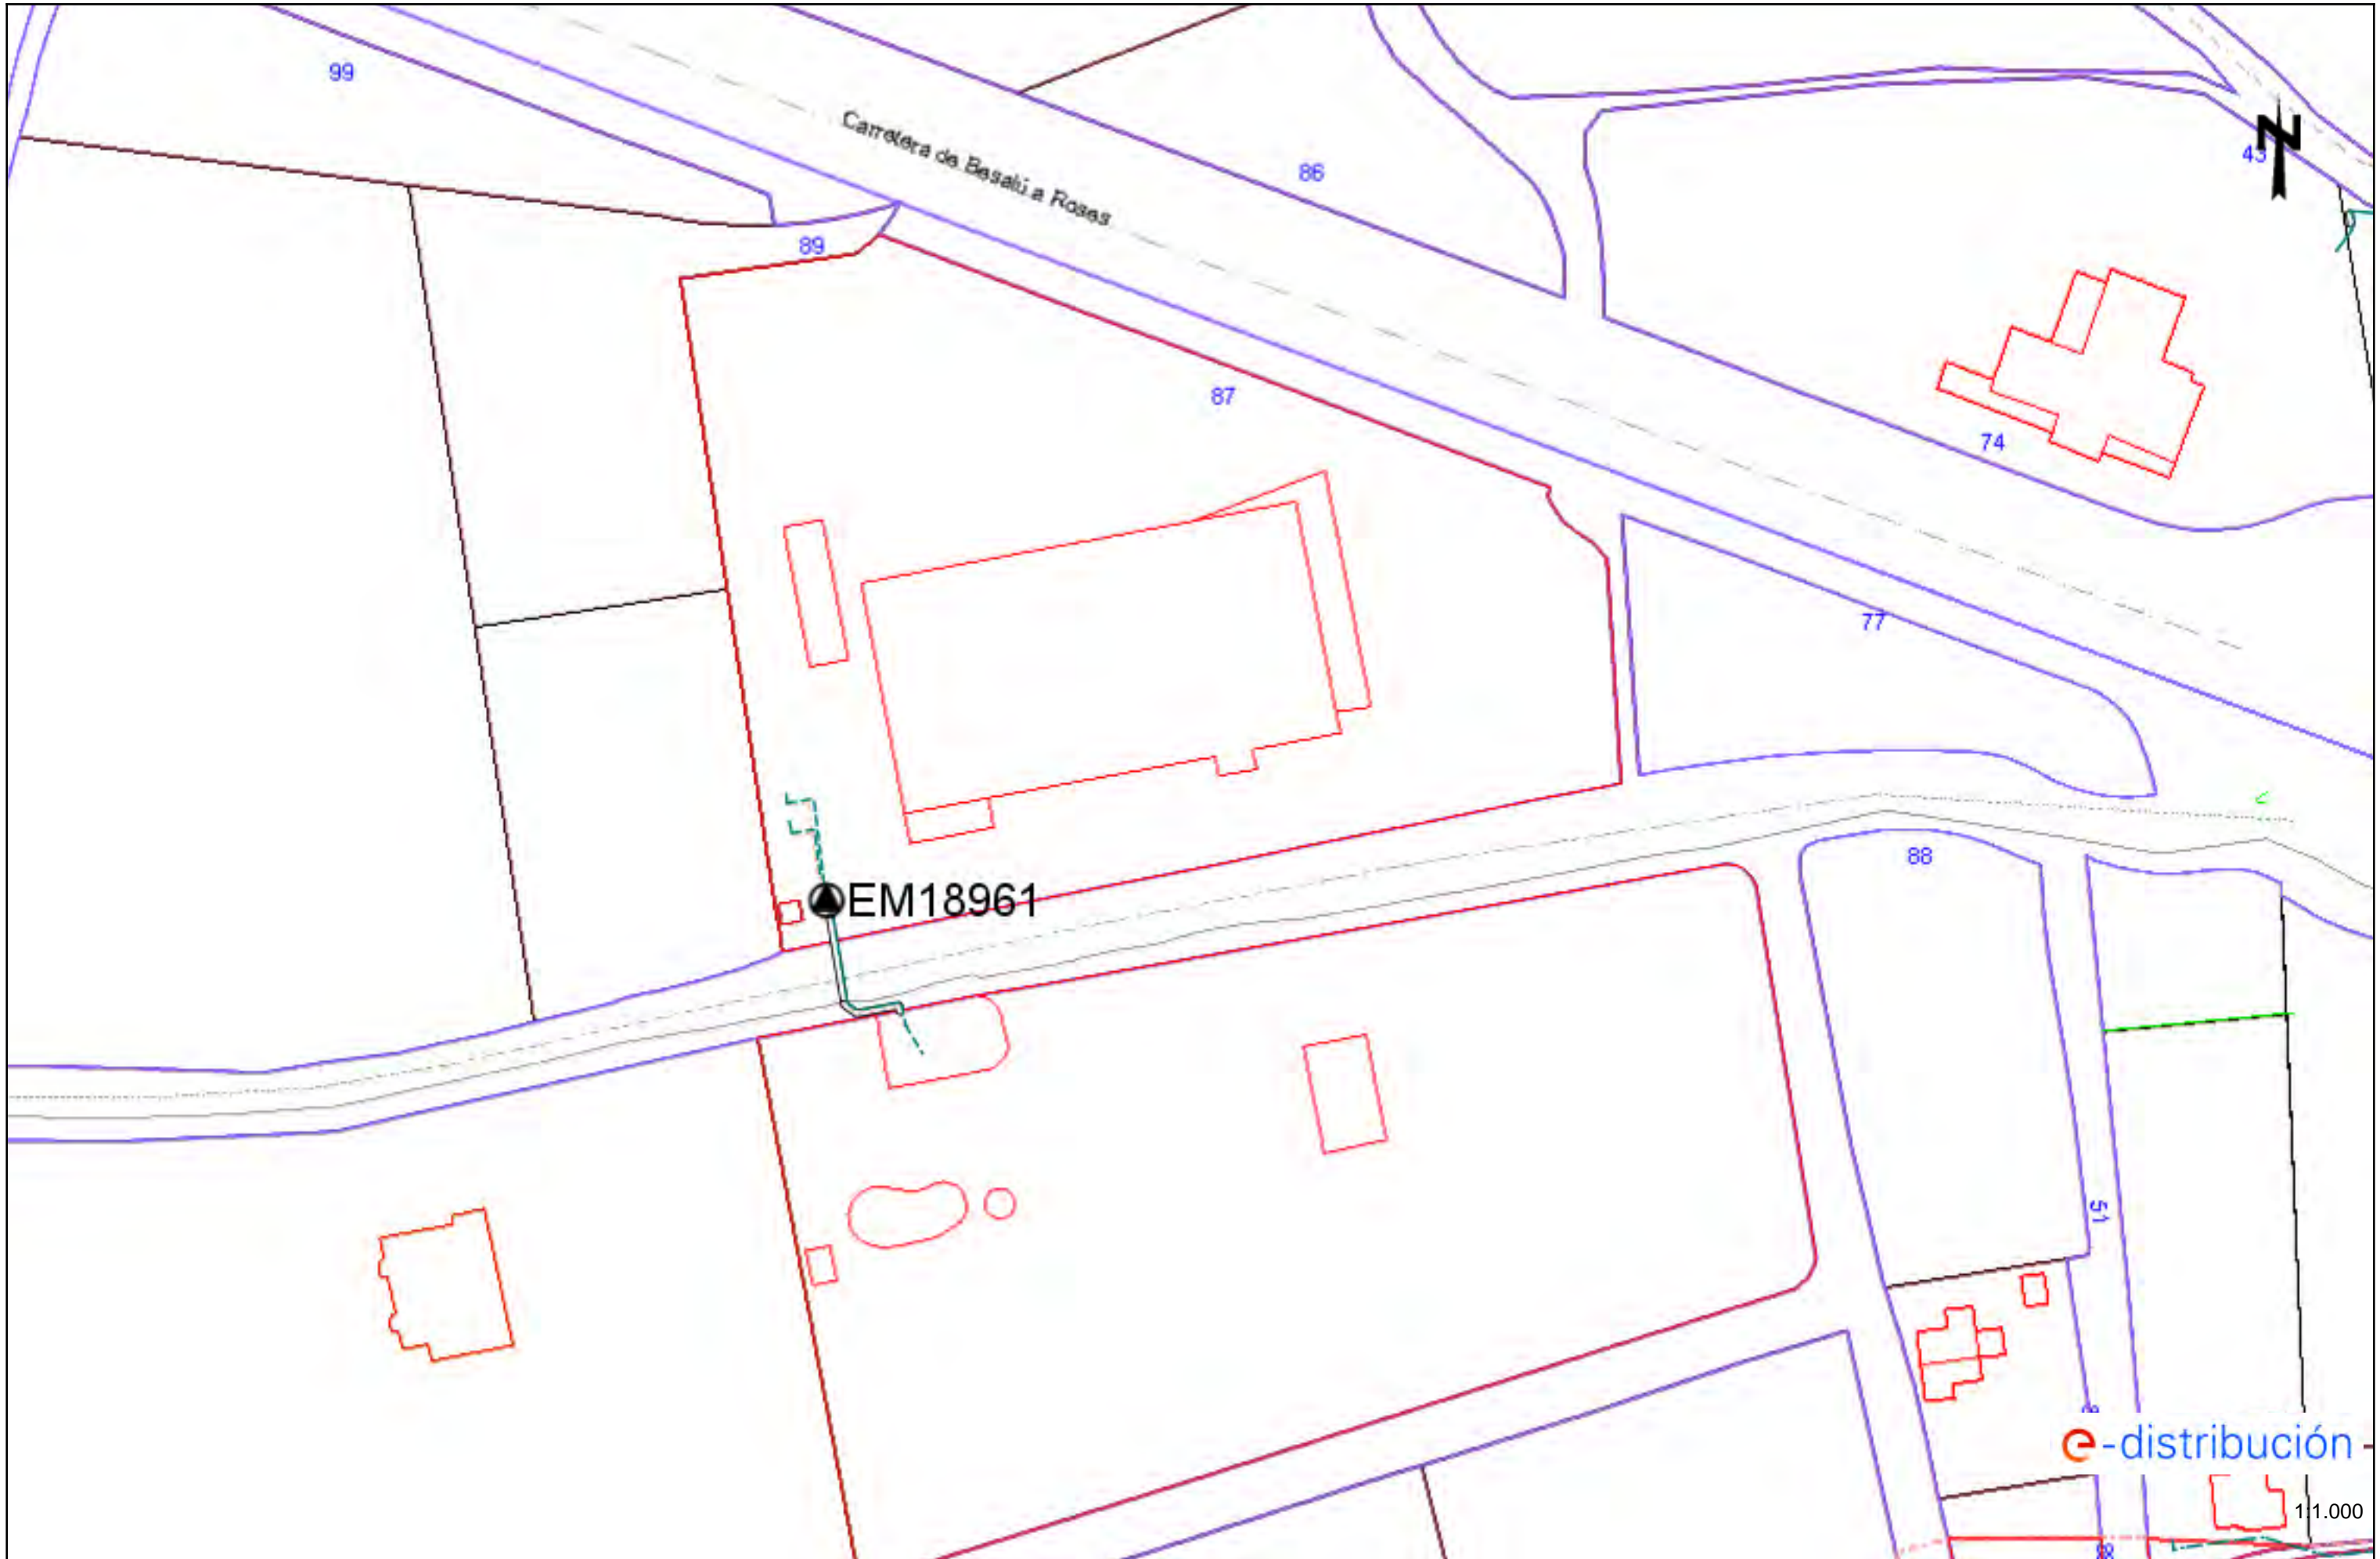 99
Carretera de Besalú a Roses
86
N
43
89
87
74
77
88
EM18961
51
e-distribución
1:1.000